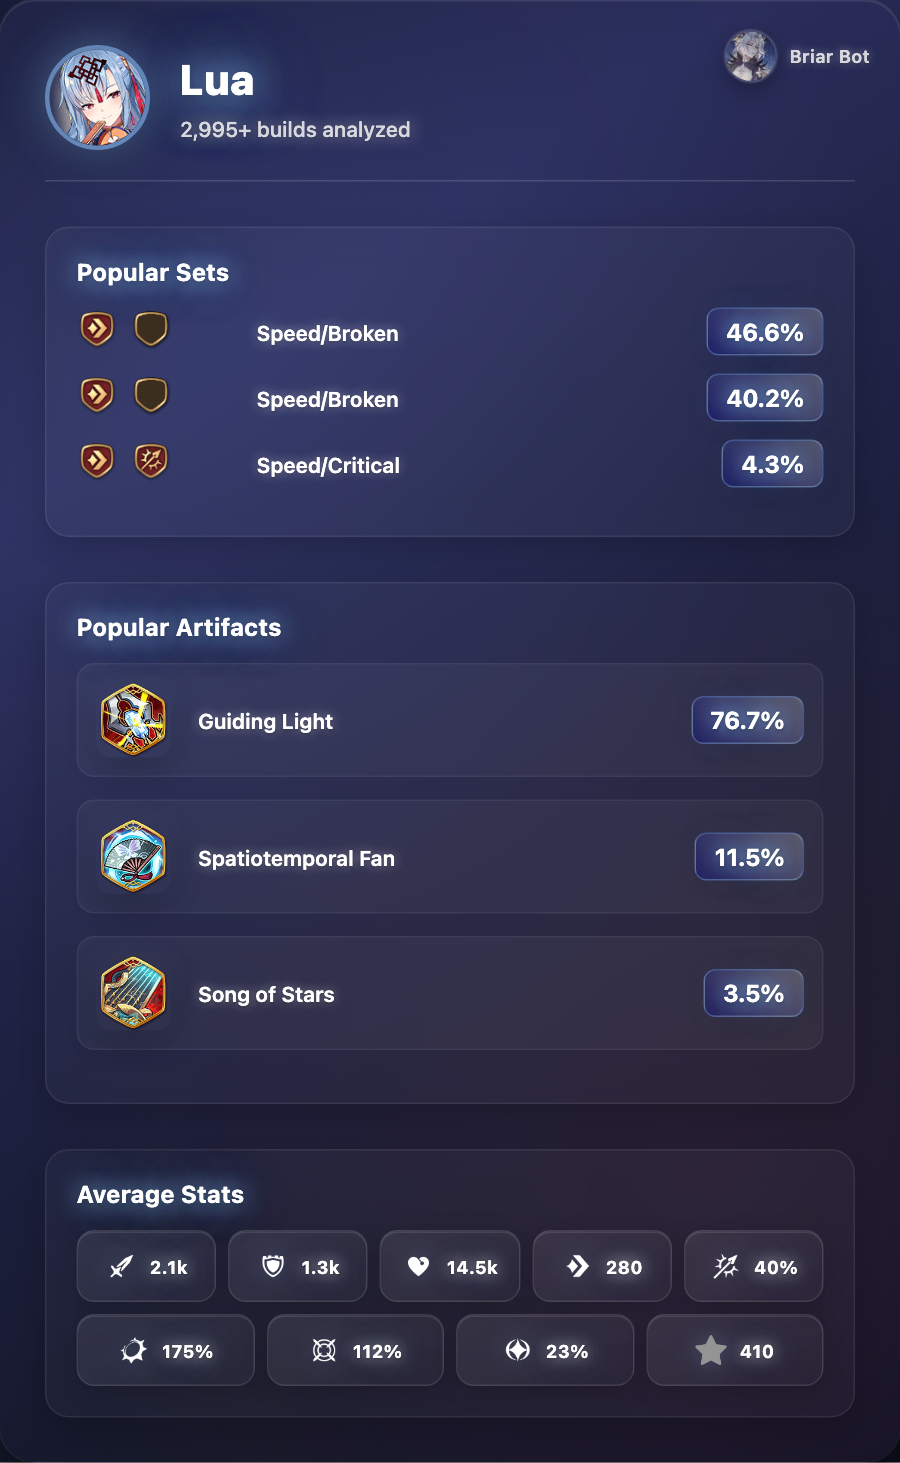 Lua
2,995+ builds analyzed
Briar Bot
Popular Sets
Speed/Broken
46.6%
Speed/Broken
40.2%
Speed/Critical
4.3%
Popular Artifacts
Guiding Light
76.7%
Spatiotemporal Fan
11.5%
Song of Stars
3.5%
Average Stats
2.1k
1.3k
14.5k
280
40%
175%
112%
23%
410